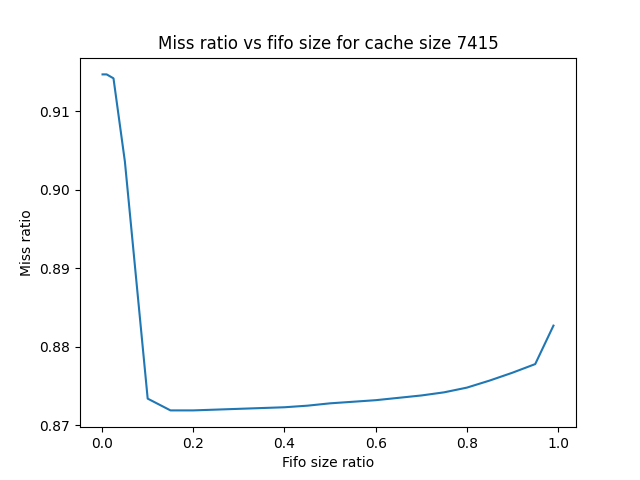 Miss ratio vs fifo size for cache size 7415
0.91
0.90
0.89
0.88
0.87
Miss ratio
0.0 0.2 0.4 0.6 0.8 1.0
Fifo size ratio